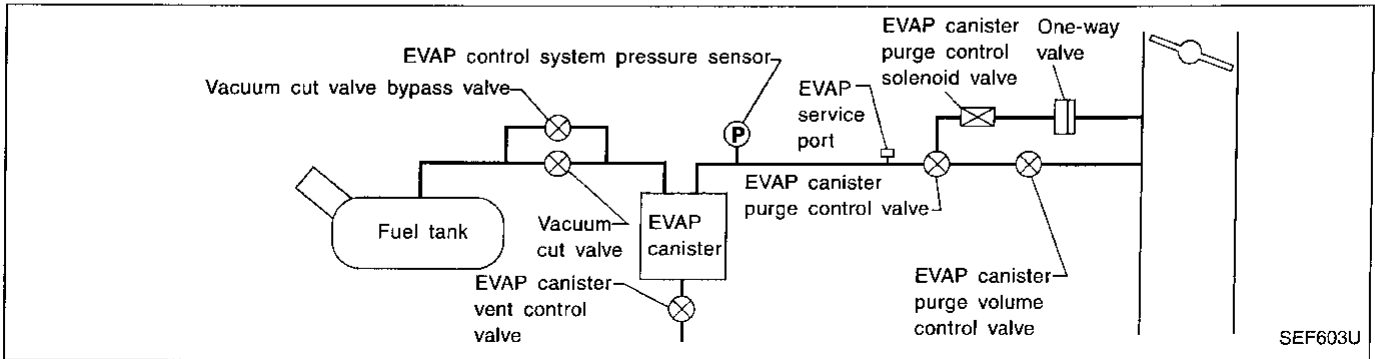 EVAP canister
purge control
solenoid valve
One-way
valve
EVAP control system pressure sensor
Vacuum cut valve bypass valve
EVAP
service
port
P
EVAP canister
purge control valve
Fuel tank
Vacuum
cut valve
EVAP
canister
EVAP canister
vent control
valve
EVAP canister
purge volume
control valve
SEF603U